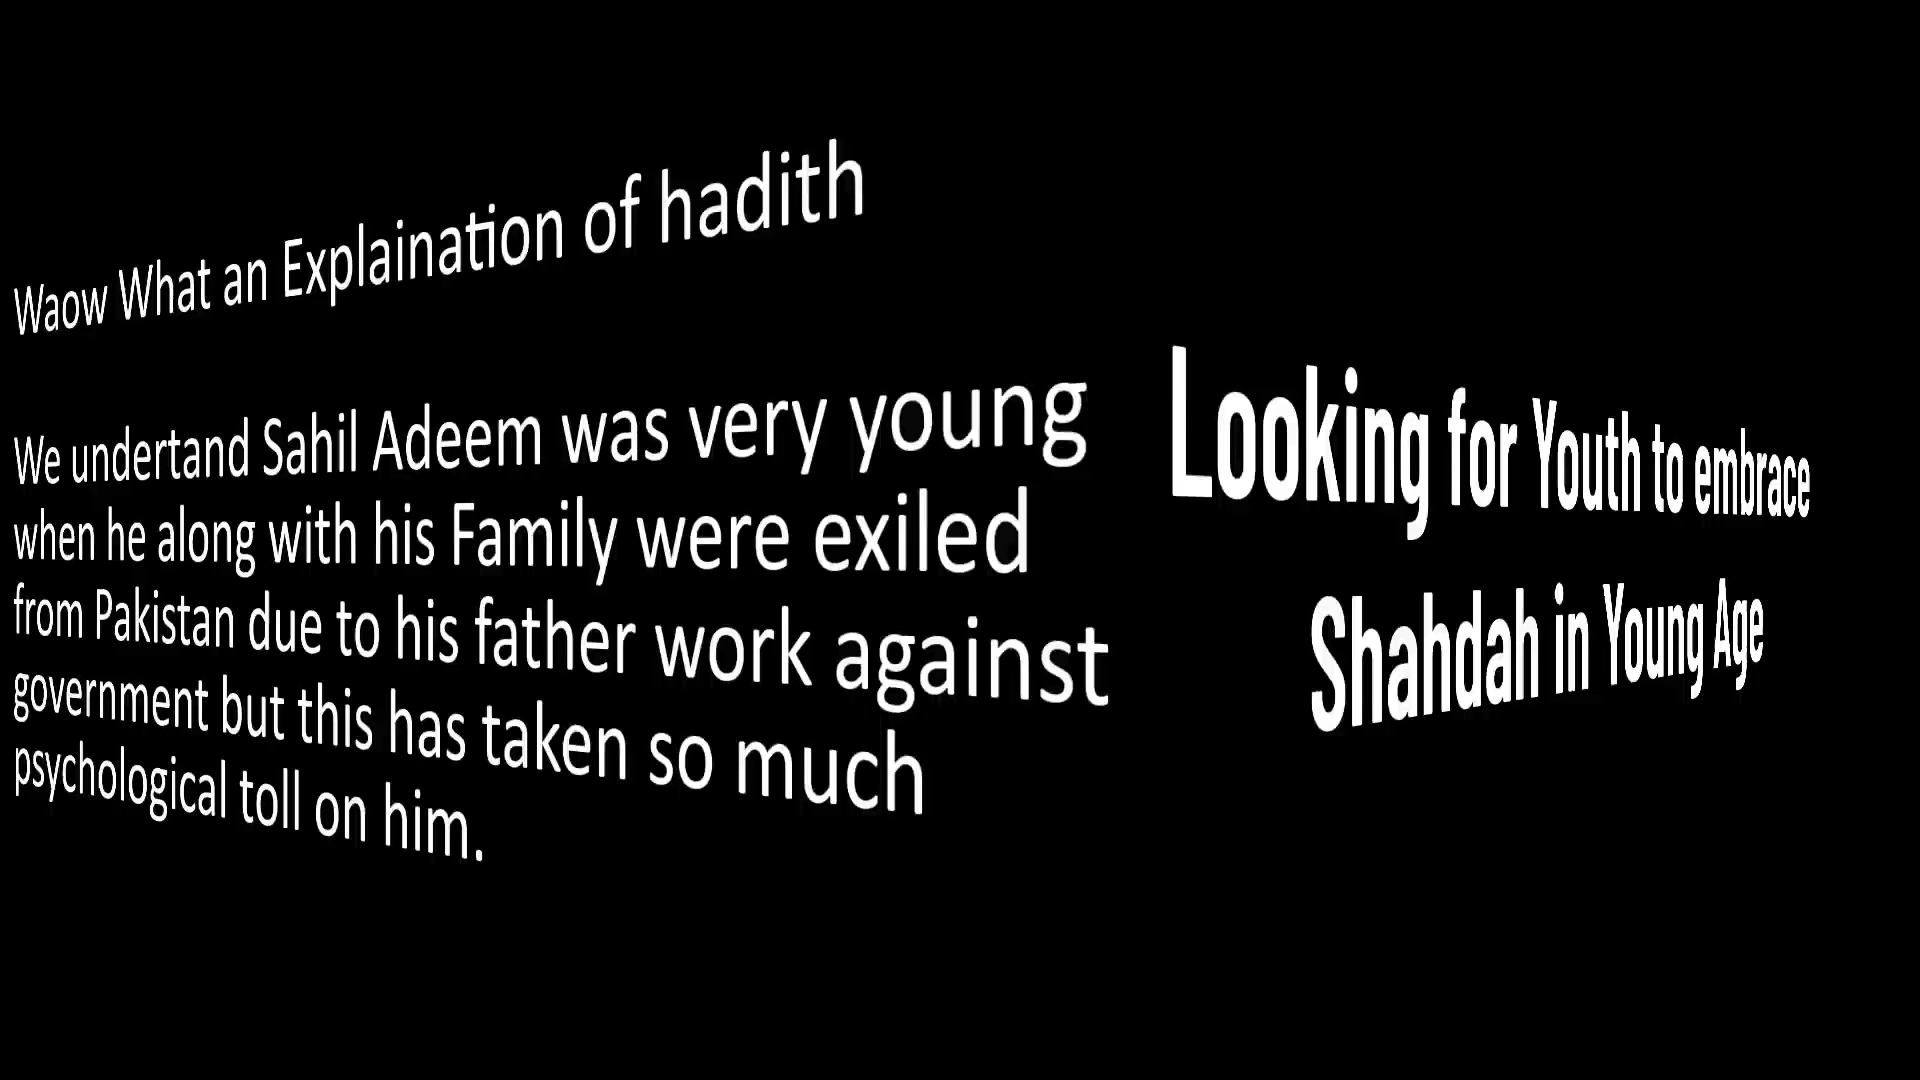 Waow What an Explaination of hadith
We undertand Sahil Adeem was very young
when he along with his Family were exiled
from Pakistan due to his father work against
government but this has taken so much
psychological toll on him.
Looking for Youth to embrace
Shahdah in Young Age